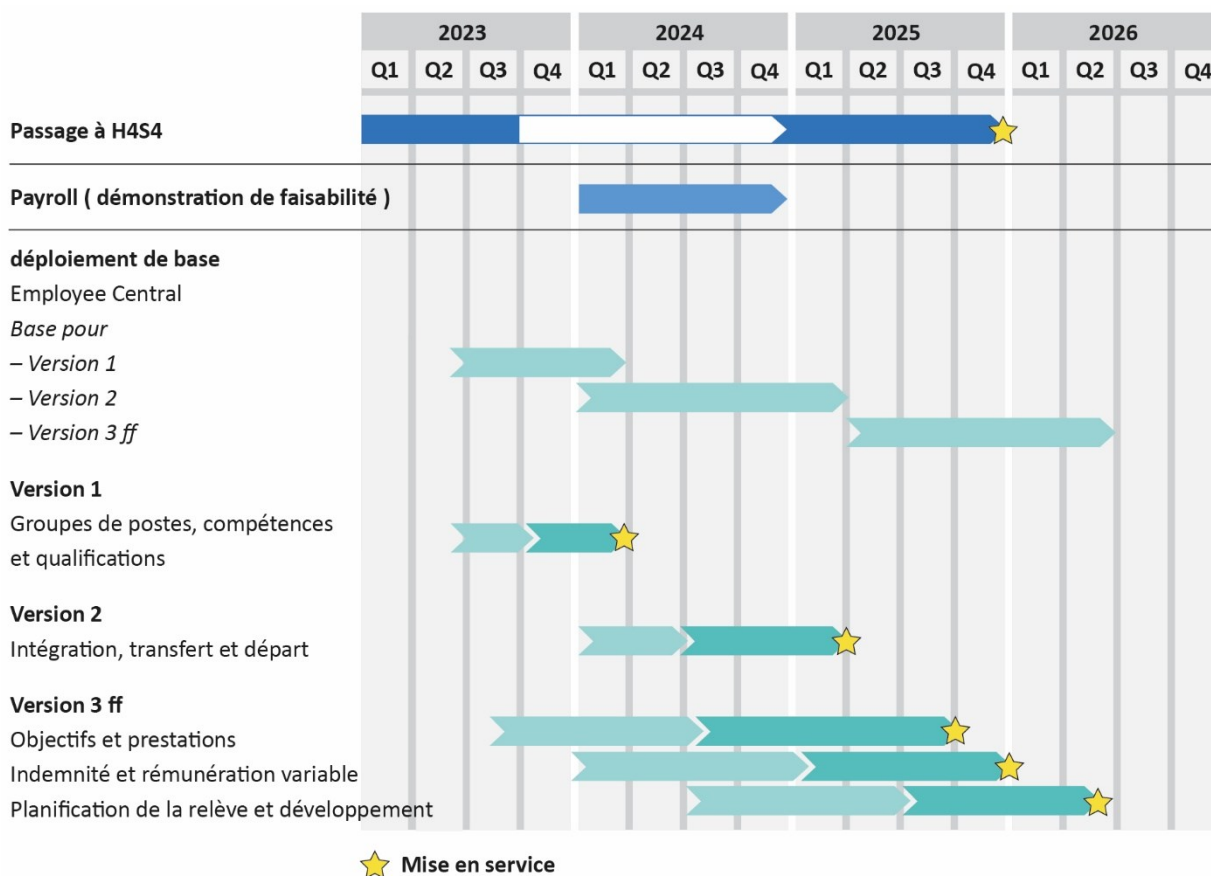 2023 2024 2025 2026
Q1 Q2 Q3 Q4 Q1 Q2 Q3 Q4 Q1 Q2 Q3 Q4 Q1 Q2 Q3 Q4
Passage à H4S4
Payroll ( démonstration de faisabilité )
déploiement de base
Employee Central
Base pour
– Version 1
– Version 2
– Version 3 ff
Version 1
Groupes de postes, compétences
et qualifications
Version 2
Intégration, transfert et départ
Version 3 ff
Objectifs et prestations
Indemnité et rémunération variable
Planification de la relève et développement
Mise en service